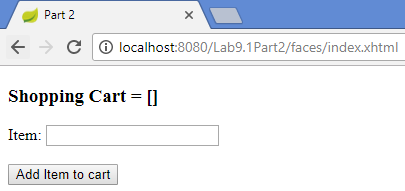 Part 2
localhost:8080/Lab9.1Part2/faces/index.xhtml
Shopping Cart = []
Item:
Add Item to cart